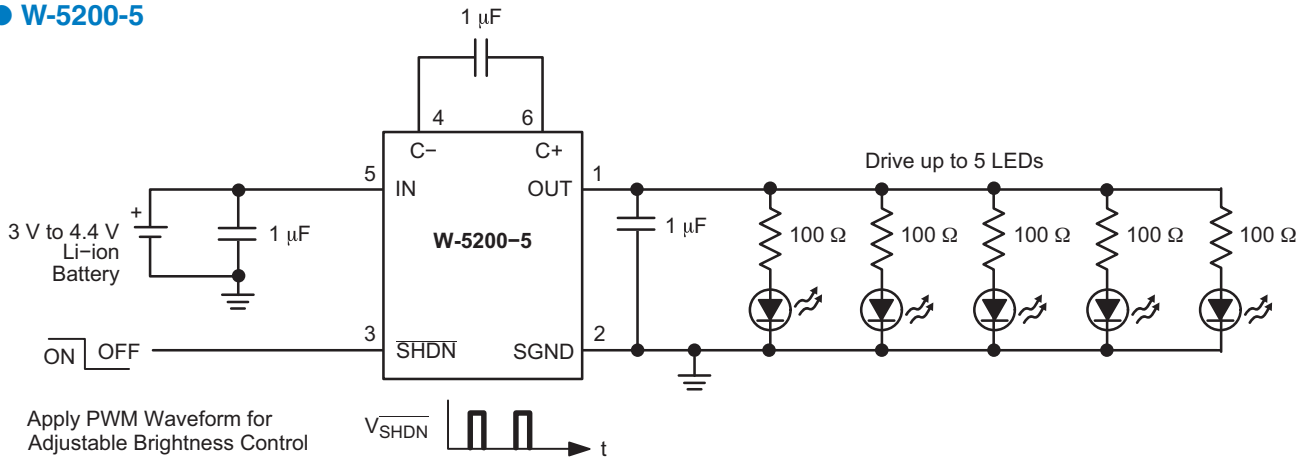 W-5200-5
1 μF
4
6
C−
C+
5
IN
OUT
1
Drive up to 5 LEDs
+
3 V to 4.4 V
Li−ion
Battery
1 μF
W-5200−5
1 μF
100 Ω
100 Ω
100 Ω
100 Ω
100 Ω
3
SHDN
SGND
2
ON
OFF
Apply PWM Waveform for
Adjustable Brightness Control
VSHDN
t